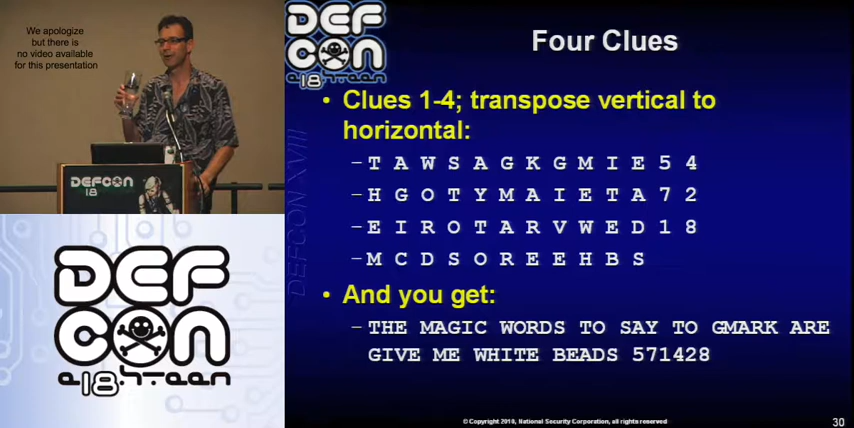 We apologize
but there is
no video available
for this presentation
DEFCON
18
DEF
CON
e18hteen
DEF
CON
e18hteen
DEFCON XVIII
Four Clues
• Clues 1-4; transpose vertical to
horizontal:
– T A W S A G K G M I E 5 4
– H G O T Y M A I E T A 7 2
– E I R O T A R V W E D 1 8
– M C D S O R E E H B S
• And you get:
– THE MAGIC WORDS TO SAY TO GMARK ARE
GIVE ME WHITE BEADS 571428
© Copyright 2010, National Security Corporation, all rights reserved
30